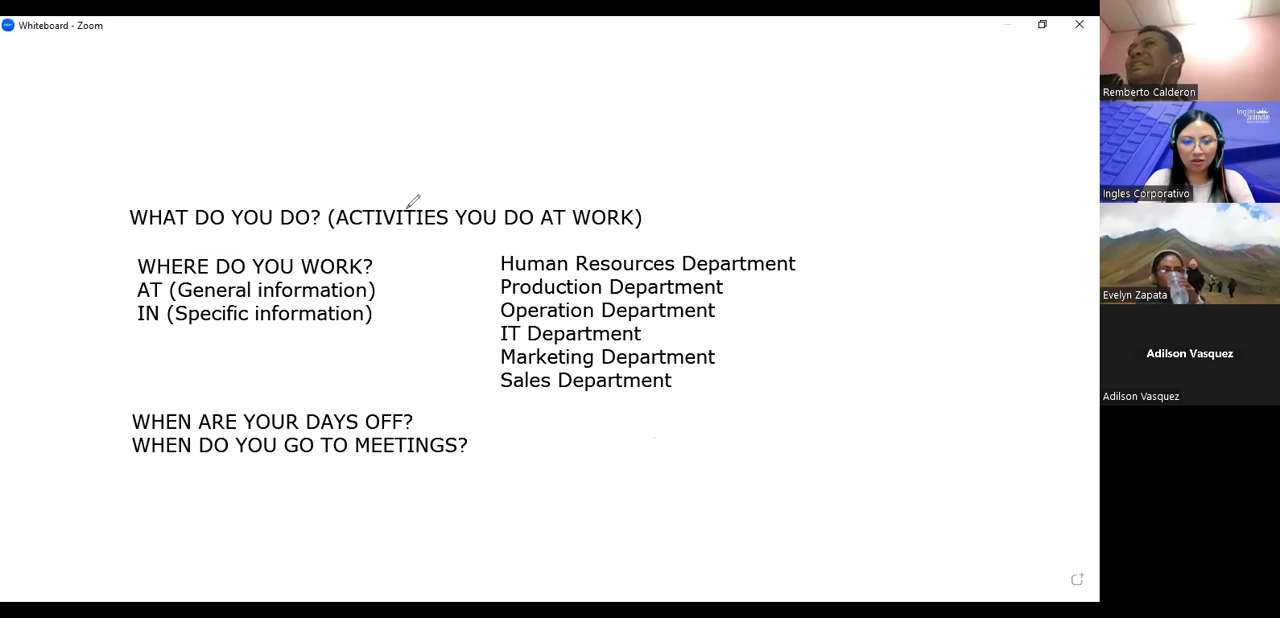 Whiteboard - Zoom
WHAT DO YOU DO? (ACTIVITIES YOU DO AT WORK)
WHERE DO YOU WORK?
AT (General information)
IN (Specific information)
Human Resources Department
Production Department
Operation Department
IT Department
Marketing Department
Sales Department
WHEN ARE YOUR DAYS OFF?
WHEN DO YOU GO TO MEETINGS?
Remberto Calderon
Inglés
Ingles Corporativo
Evelyn Zapata
Adilson Vasquez
Adilson Vasquez